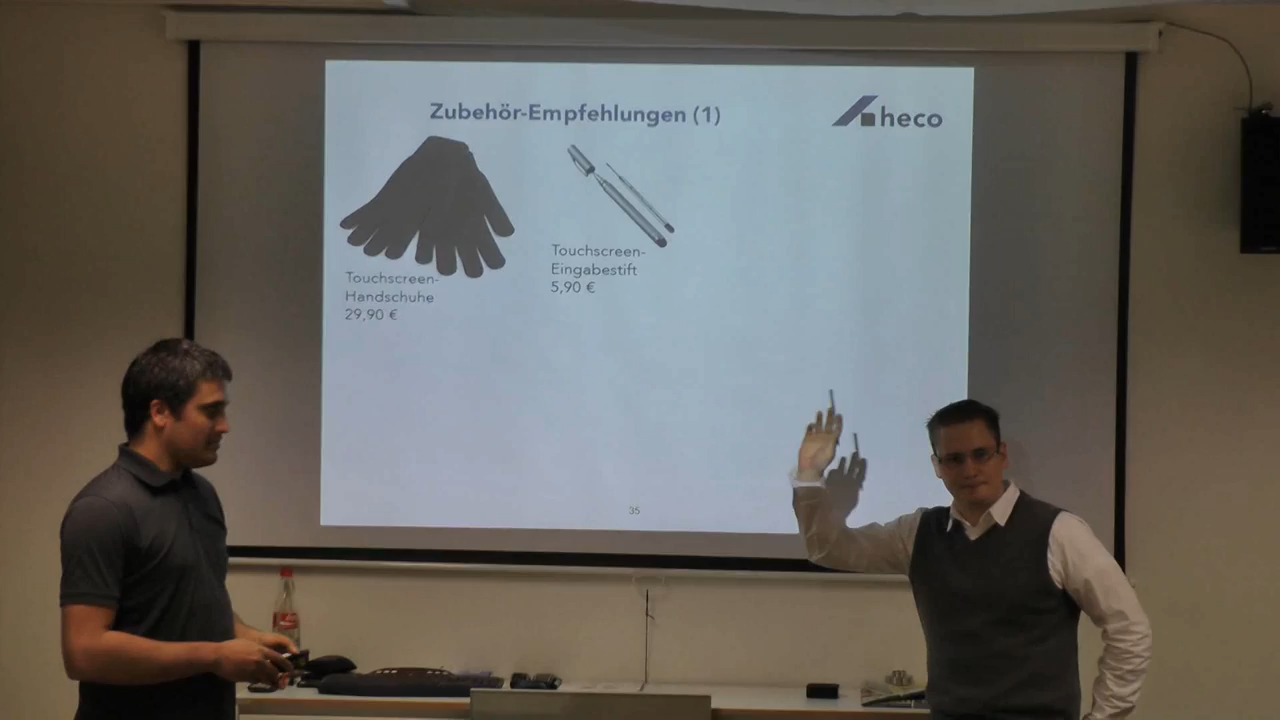 Zubehör-Empfehlungen (1)
heco
Touchscreen-
Handschuhe
29,90 €
Touchscreen-
Eingabestift
5,90 €
35